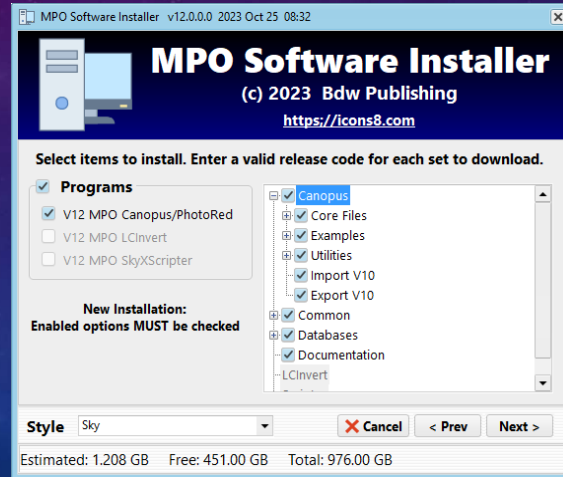 MPO Software Installer v12.0.0.0 2023 Oct 25 08:32
MPO Software Installer
(c) 2023 Bdw Publishing
https://icons8.com
Select items to install. Enter a valid release code for each set to download.
Programs
V12 MPO Canopus/PhotoRed
V12 MPO LCInvert
V12 MPO SkyXScripter
New Installation:
Enabled options MUST be checked
Canopus
Core Files
Examples
Utilities
Import V10
Export V10
Common
Databases
Documentation
LCInvert
Style Sky
Cancel < Prev Next >
Estimated: 1.208 GB Free: 451.00 GB Total: 976.00 GB